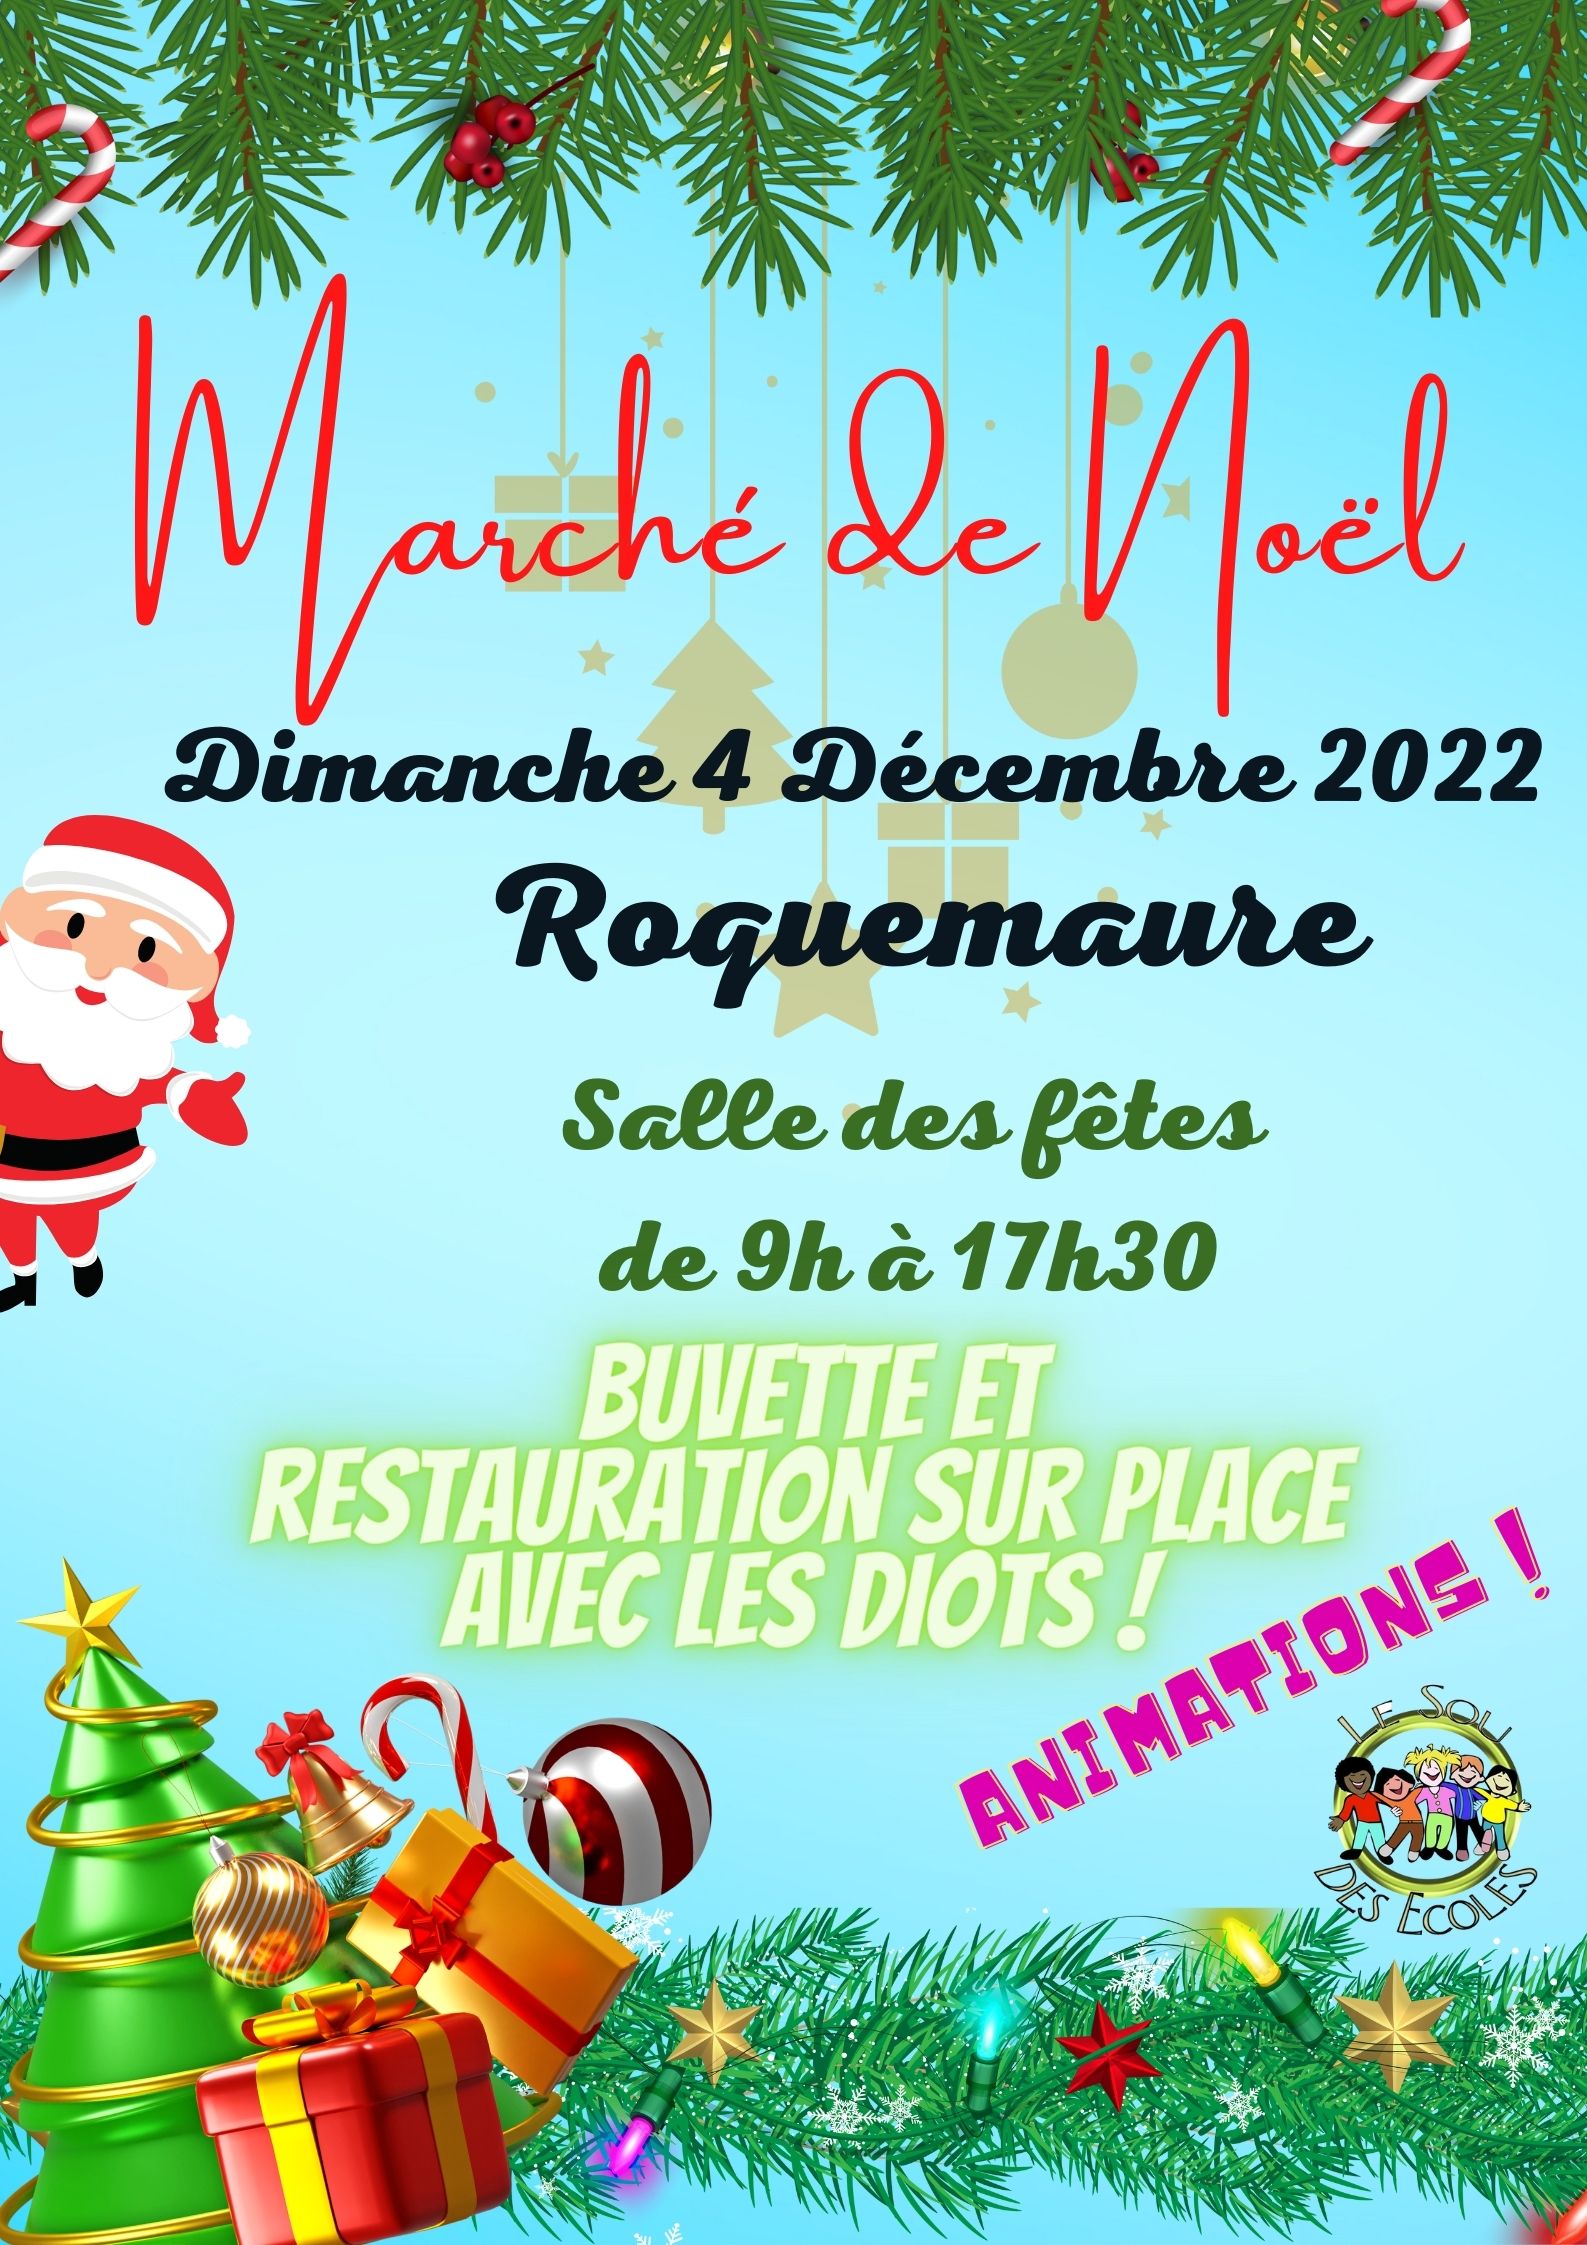 Marché de Noël
Dimanche 4 Décembre 2022
Roquemaure
Salle des fêtes
de 9h à 17h30
BUVETTE ET
RESTAURATION SUR PLACE
AVEC LES DIOTS !
ANIMATIONS !
LE SOU
DES ECOLES